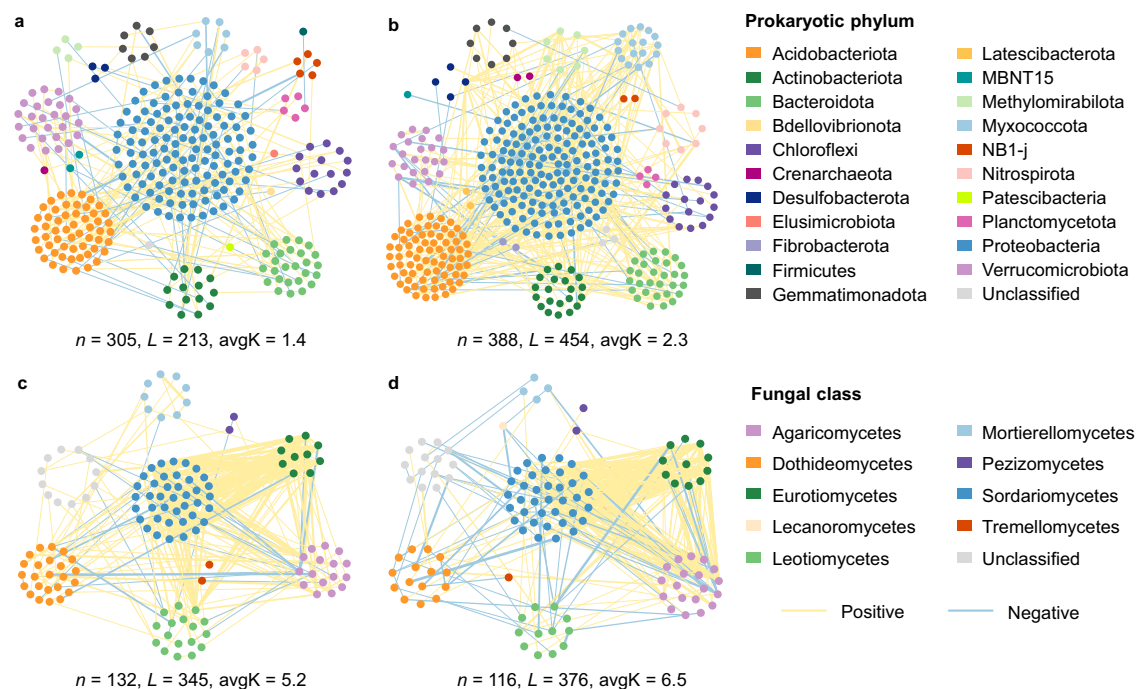 a
b
n = 305, L = 213, avgK = 1.4
n = 388, L = 454, avgK = 2.3
Prokaryotic phylum
Acidobacteriota
Actinobacteriota
Bacteroidota
Bdellovibrionota
Chloroflexi
Crenarchaeota
Desulfobacterota
Elusimicrobiota
Fibrobacterota
Firmicutes
Gemmatimonadota
Latescibacterota
MBNT15
Methylomirabilota
Myxococcota
NB1-j
Nitrospirota
Patescibacteria
Planctomycetota
Proteobacteria
Verrucomicrobiota
Unclassified
c
d
n = 132, L = 345, avgK = 5.2
n = 116, L = 376, avgK = 6.5
Fungal class
Agaricomycetes
Dothideomycetes
Eurotiomycetes
Lecanoromycetes
Leotiomycetes
Mortierellomycetes
Pezizomycetes
Sordariomycetes
Tremellomycetes
Unclassified
Positive
Negative